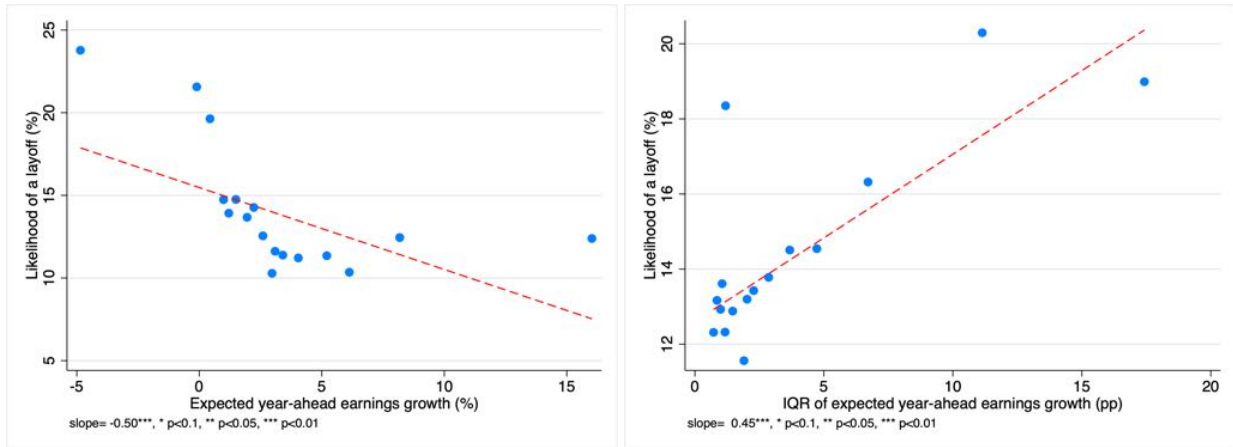 Likelihood of a layoff (%)
25
20
15
10
5
-5 0 5 10 15
Expected year-ahead earnings growth (%)
slope= -0.50***, * p<0.1, ** p<0.05, *** p<0.01
Likelihood of a layoff (%)
20
18
16
14
12
0 5 10 15 20
IQR of expected year-ahead earnings growth (pp)
slope=  0.45***, * p<0.1, ** p<0.05, *** p<0.01